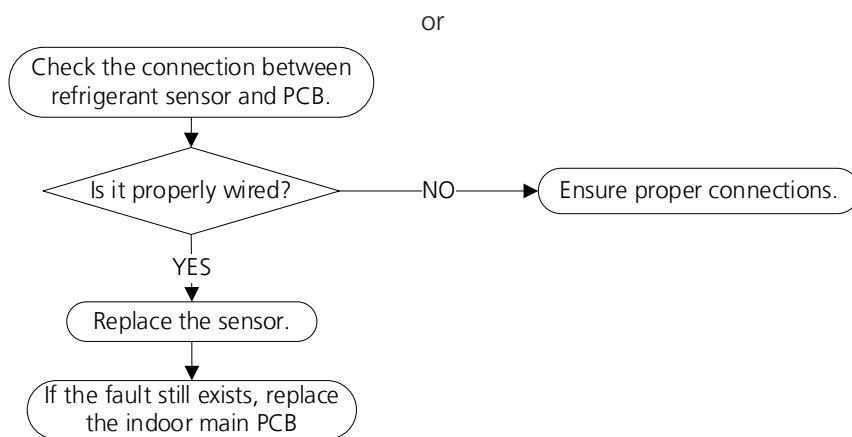 or
Check the connection between
refrigerant sensor and PCB.
Is it properly wired?
NO
Ensure proper connections.
YES
Replace the sensor.
If the fault still exists, replace
the indoor main PCB